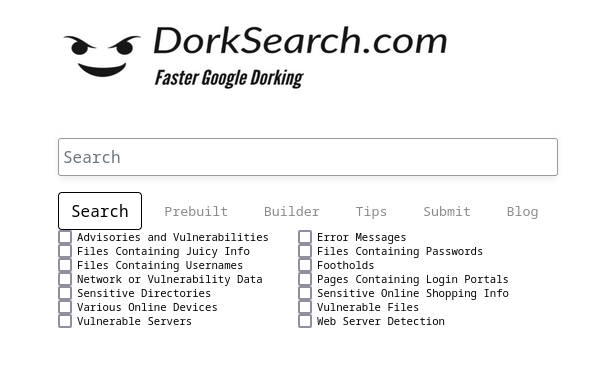 DorkSearch.com
Faster Google Dorking
Search
Search Prebuilt Builder Tips Submit Blog
Advisories and Vulnerabilities Error Messages
Files Containing Juicy Info Files Containing Passwords
Files Containing Usernames Footholds
Network or Vulnerability Data Pages Containing Login Portals
Sensitive Directories Sensitive Online Shopping Info
Various Online Devices Vulnerable Files
Vulnerable Servers Web Server Detection